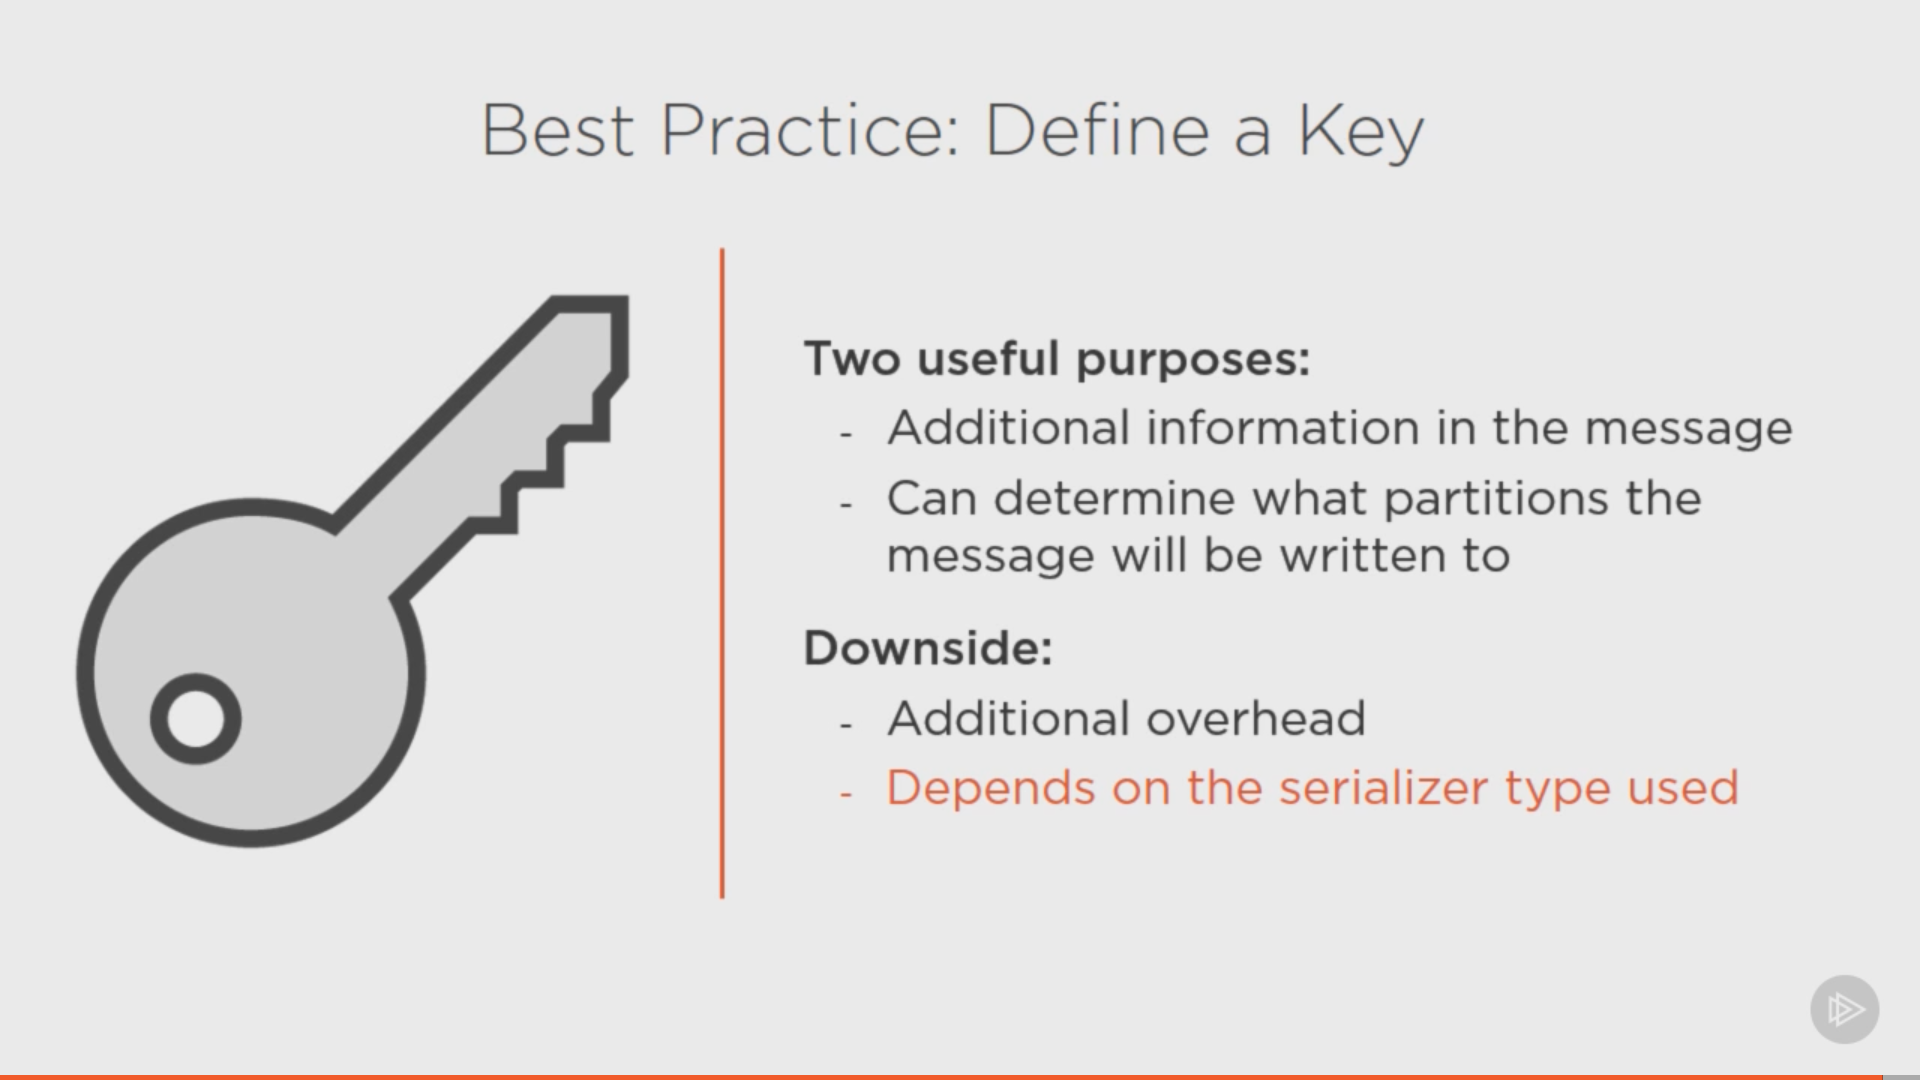 Best Practice: Define a Key
Two useful purposes:
- Additional information in the message
- Can determine what partitions the
message will be written to
Downside:
- Additional overhead
- Depends on the serializer type used